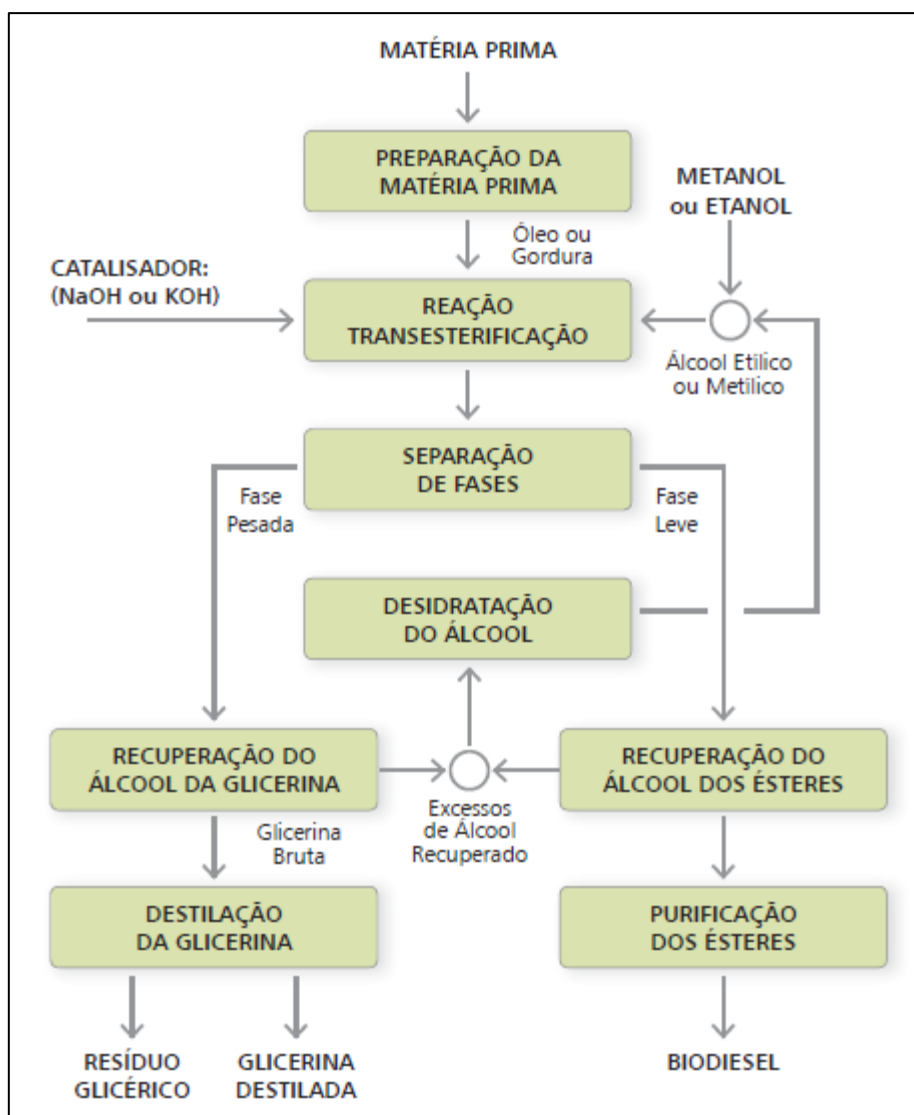 MATÉRIA PRIMA
PREPARAÇÃO DA
MATÉRIA PRIMA
METANOL
ou ETANOL
Óleo ou
Gordura
CATALISADOR:
(NaOH ou KOH)
REAÇÃO
TRANSESTERIFICAÇÃO
Álcool Etilico
ou Metilico
SEPARAÇÃO
DE FASES
Fase
Pesada
Fase
Leve
DESIDRATAÇÃO
DO ÁLCOOL
RECUPERAÇÃO DO
ÁLCOOL DA GLICERINA
RECUPERAÇÃO DO
ÁLCOOL DOS ÉSTERES
Excessos
de Álcool
Recuperado
Glicerina
Bruta
DESTILAÇÃO
DA GLICERINA
PURIFICAÇÃO
DOS ÉSTERES
RESÍDUO
GLICÉRICO
GLICERINA
DESTILADA
BIODIESEL